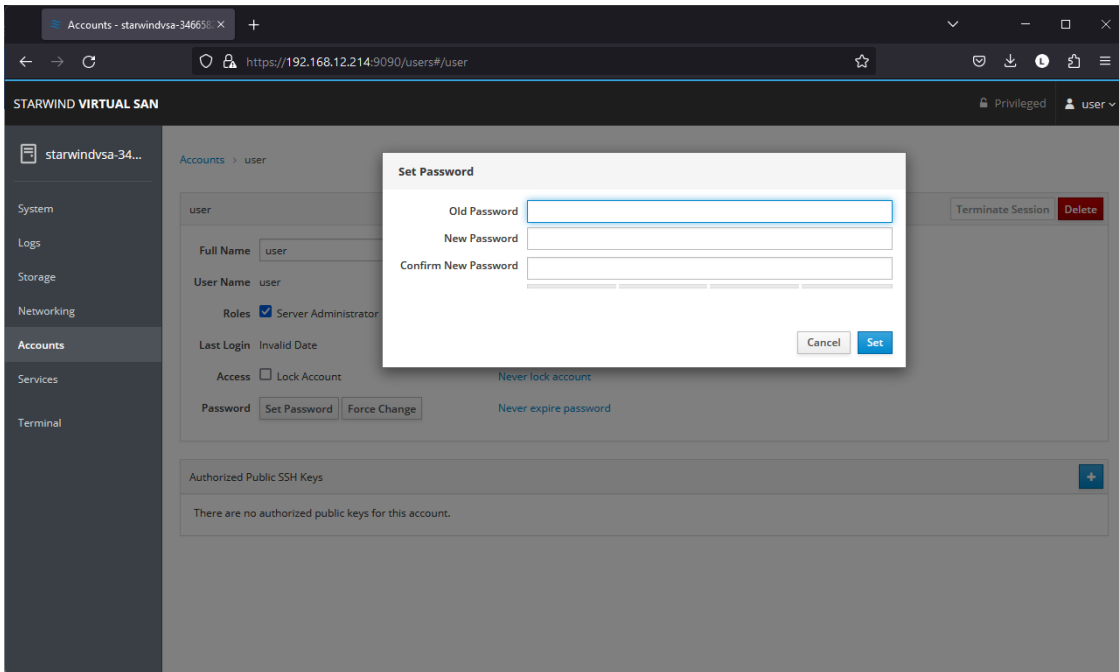 Accounts - starwindvsa-346658
https://192.168.12.214:9090/users#/user
L
STARWIND VIRTUAL SAN
Privileged
user
starwindvsa-34...
System
Logs
Storage
Networking
Accounts
Services
Terminal
Accounts > user
user
Terminate Session Delete
Full Name user
User Name user
Roles Server Administrator
Last Login Invalid Date
Access Lock Account Never lock account
Password Set Password Force Change Never expire password
Authorized Public SSH Keys
There are no authorized public keys for this account.
Set Password
Old Password
New Password
Confirm New Password
Cancel Set